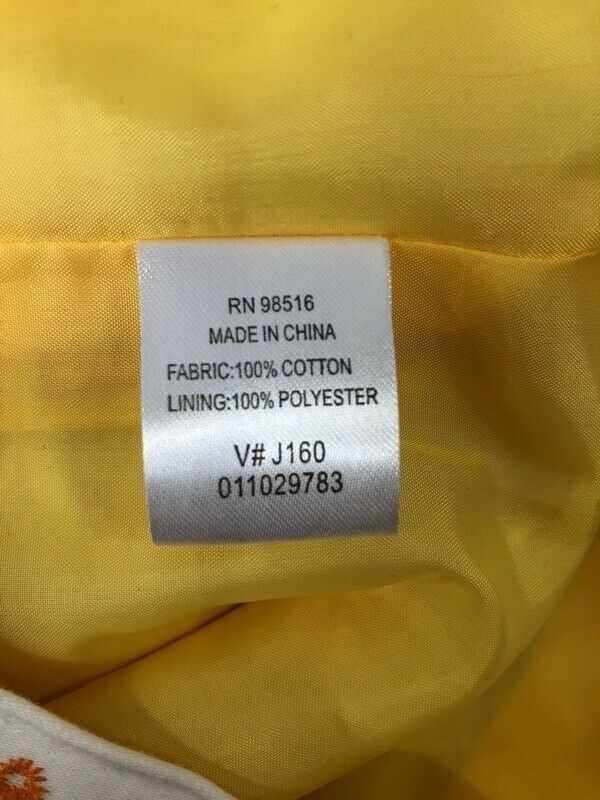 RN 98516
MADE IN CHINA
FABRIC:100% COTTON
LINING:100% POLYESTER
V# J160
011029783